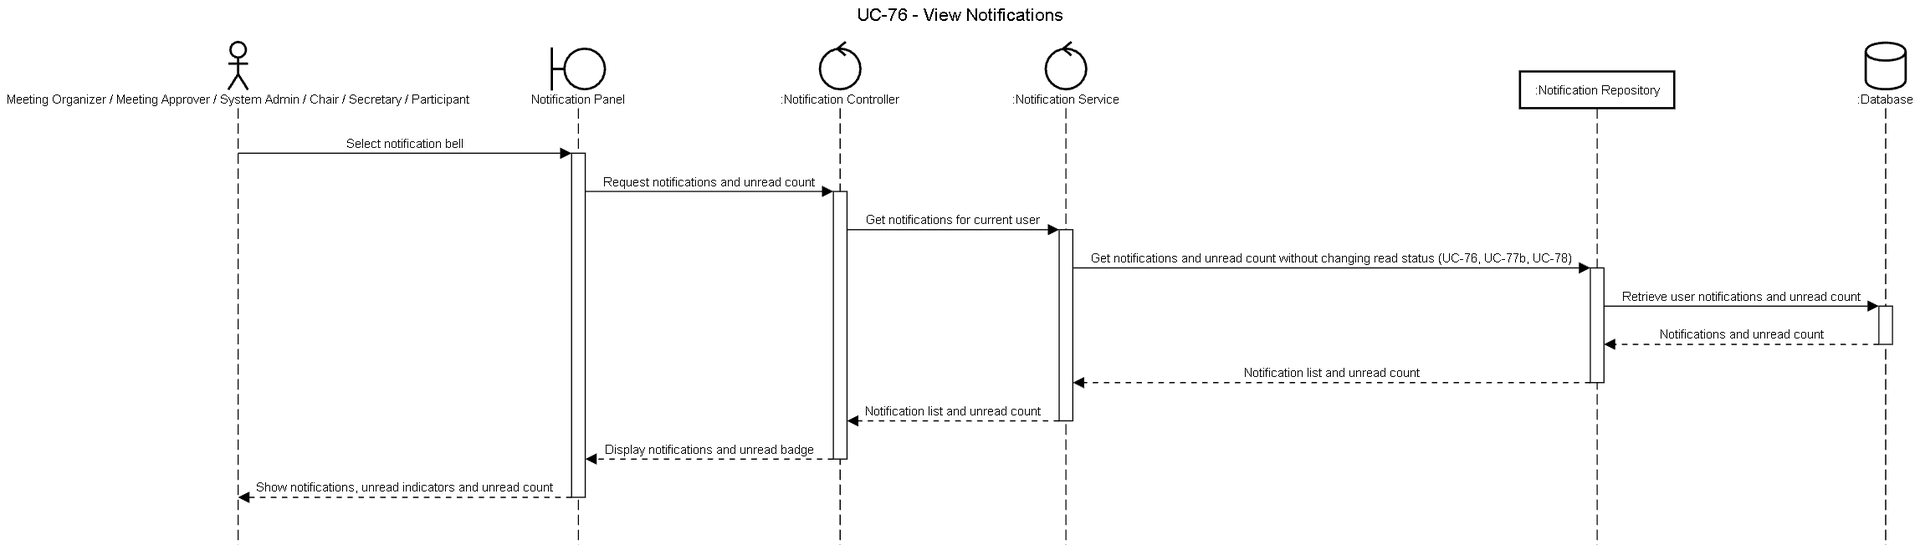 UC-76 - View Notifications
Meeting Organizer / Meeting Approver / System Admin / Chair / Secretary / Participant
Notification Panel
:Notification Controller
:Notification Service
:Notification Repository
:Database
Select notification bell
Request notifications and unread count
Get notifications for current user
Get notifications and unread count without changing read status (UC-76, UC-77b, UC-78)
Retrieve user notifications and unread count
Notifications and unread count
Notification list and unread count
Notification list and unread count
Display notifications and unread badge
Show notifications, unread indicators and unread count